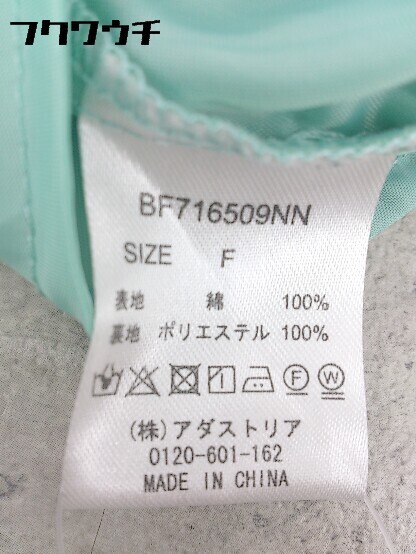 フクワウチ
BF716509NN
SIZE F
表地 綿 100%
裏地 ポリエステル 100%
F W
(株)アダストリア
0120-601-162
MADE IN CHINA